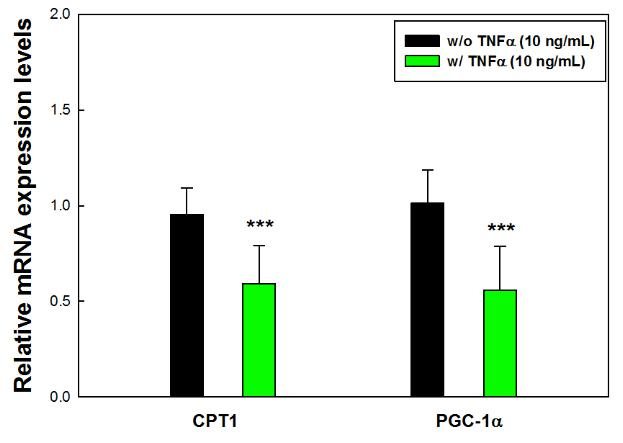 Relative mRNA expression levels
2.0
1.5
1.0
0.5
0.0
w/o TNFα (10 ng/mL)
w/ TNFα (10 ng/mL)
***
***
CPT1
PGC-1α